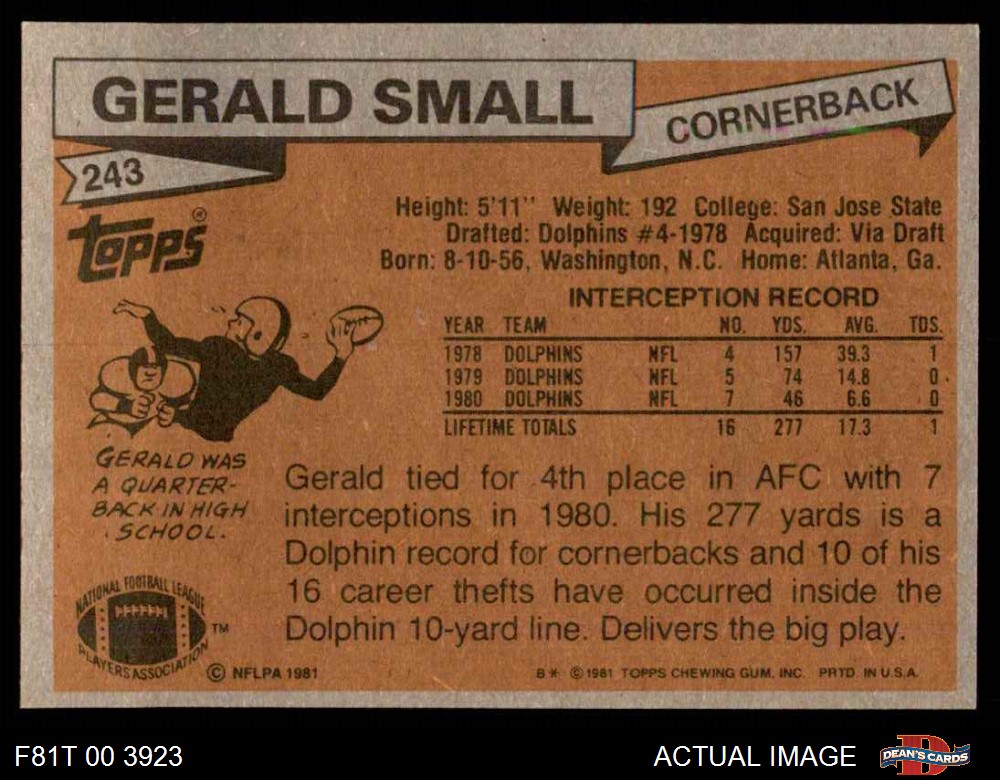 GERALD SMALL
CORNERBACK
243
Topps®
Height: 5'11" Weight: 192 College: San Jose State
Drafted: Dolphins #4-1978 Acquired: Via Draft
Born: 8-10-56, Washington, N.C. Home: Atlanta, Ga.
INTERCEPTION RECORD
YEAR TEAM NO. YDS. AVG. TDS.
1978 DOLPHINS NFL 4 157 39.3 1
1979 DOLPHINS NFL 5 74 14.8 0
1980 DOLPHINS NFL 7 46 6.6 0
LIFETIME TOTALS 16 277 17.3 1
GERALD WAS
A QUARTER-
BACK IN HIGH
SCHOOL.
Gerald tied for 4th place in AFC with 7
interceptions in 1980. His 277 yards is a
Dolphin record for cornerbacks and 10 of his
16 career thefts have occurred inside the
Dolphin 10-yard line. Delivers the big play.
NATIONAL FOOTBALL LEAGUE
PLAYERS ASSOCIATION
TM
© NFLPA 1981
B* © 1981 TOPPS CHEWING GUM, INC. PRTD. IN U.S.A.
F81T 00 3923
ACTUAL IMAGE
DEAN'S CARDS